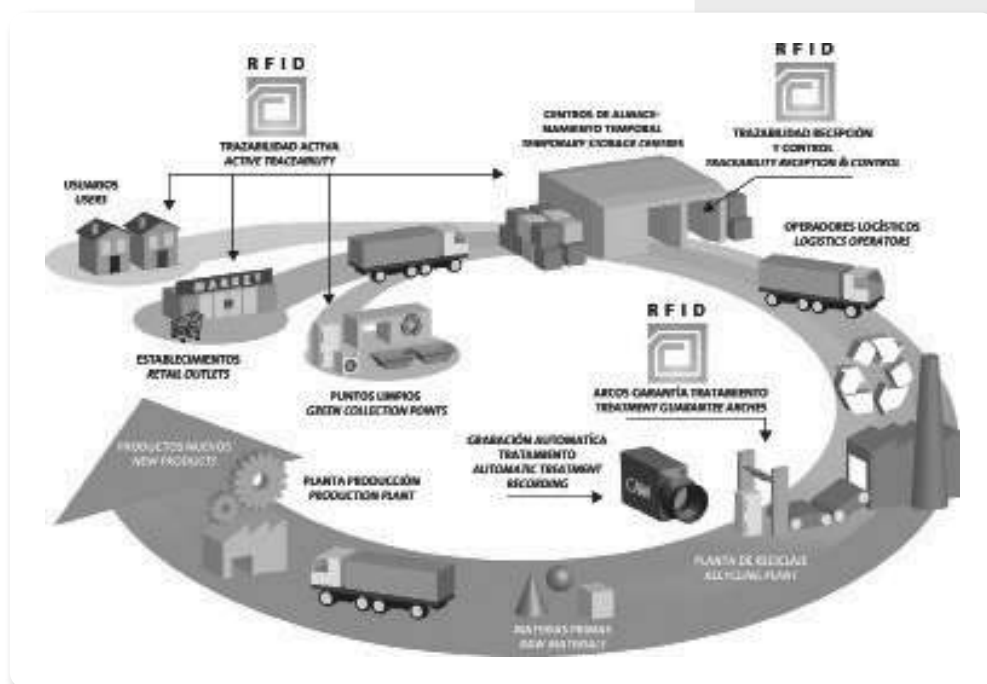 RFID
TRAZABILIDAD ACTIVA
ACTIVE TRACEABILITY
RFID
TRAZABILIDAD RECEPCIÓN
Y CONTROL
TRACKABILITY RECEPTION & CONTROL
CENTROS DE ALMACE-
NAMIENTO TEMPORAL
TEMPORARY STORAGE CENTRES
USUARIOS
USERS
OPERADORES LOGÍSTICOS
LOGISTICS OPERATORS
MARKET
ESTABLECIMIENTOS
RETAIL OUTLETS
PUNTOS LIMPIOS
GREEN COLLECTION POINTS
RFID
ARCOS GARANTÍA TRATAMIENTO
TREATMENT GUARANTEE ARCHES
GRABACIÓN AUTOMATÍCA
TRATAMIENTO
AUTOMATIC TREATMENT
RECORDING
PRODUCTOS NUEVOS
NEW PRODUCTS
PLANTA PRODUCCIÓN
PRODUCTION PLANT
PLANTA DE RECICLAJE
RECYCLING PLANT
MATERIAS PRIMAS
RAW MATERIALS